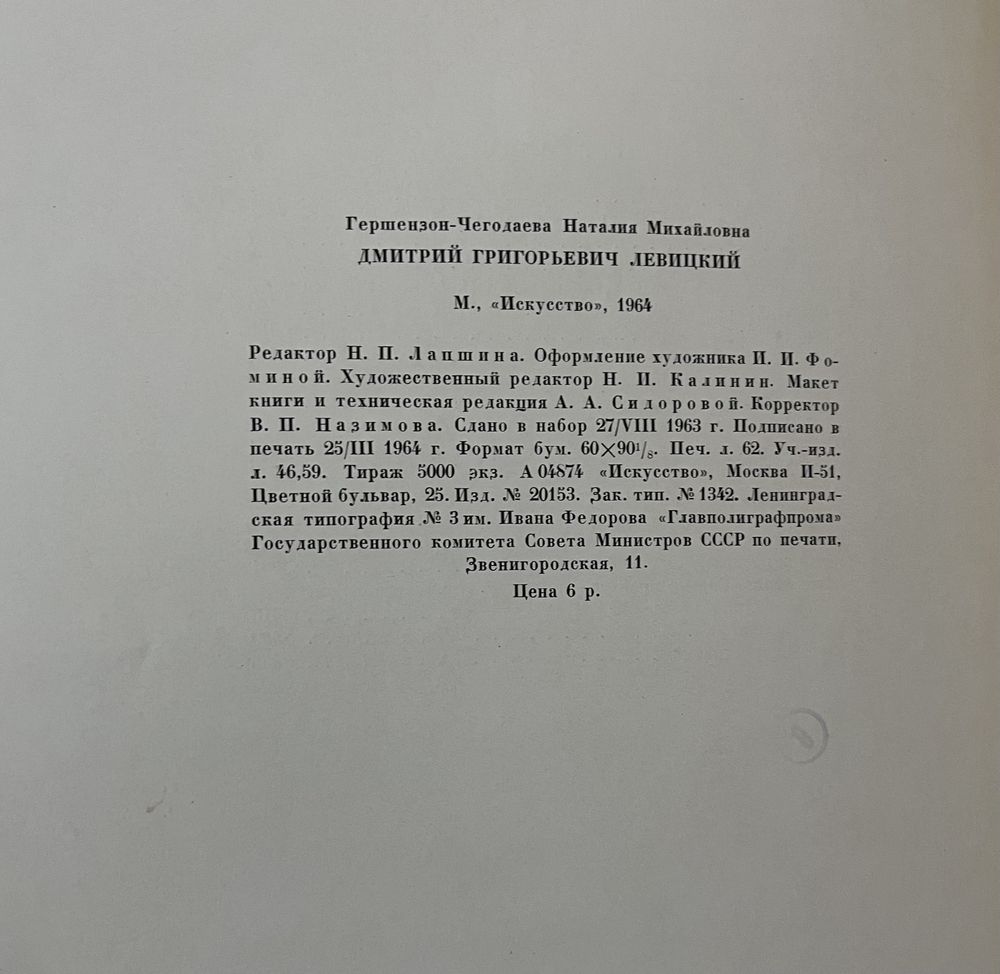 Гершензон-Чегодаева Наталия Михайловна
ДМИТРИЙ ГРИГОРЬЕВИЧ ЛЕВИЦКИЙ
М., «Искусство», 1964
Редактор Н. П. Лапшина. Оформление художника И. И. Фо-
миной. Художественный редактор Н. И. Калинин. Макет
книги и техническая редакция А. А. Сидоровой. Корректор
В. П. Назимова. Сдано в набор 27/VIII 1963 г. Подписано в
печать 25/III 1964 г. Формат бум. 60×90¹/₈. Печ. л. 62. Уч.-изд.
л. 46,59. Тираж 5000 экз. А 04874 «Искусство», Москва И-51,
Цветной бульвар, 25. Изд. № 20153. Зак. тип. № 1342. Ленинград-
ская типография № 3 им. Ивана Федорова «Главполиграфпрома»
Государственного комитета Совета Министров СССР по печати,
Звенигородская, 11.
Цена 6 р.